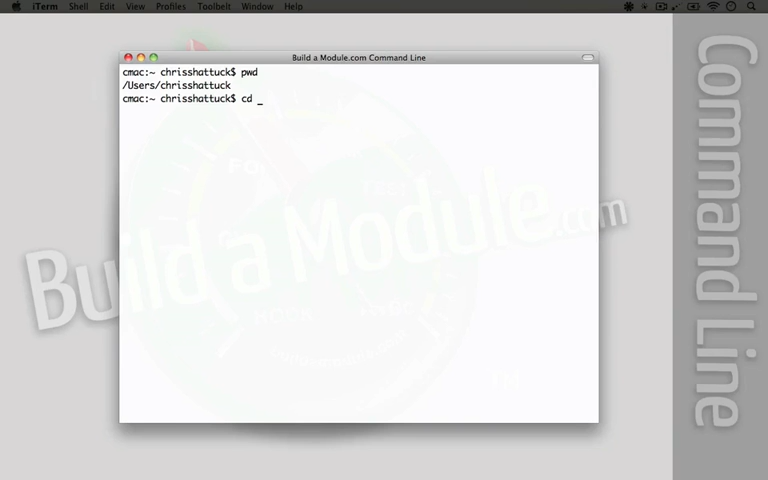 iTerm Shell Edit View Profiles Toolbelt Window Help
Build a Module.com Command Line
cmac:~ chrisshattuck$ pwd
/Users/chrisshattuck
cmac:~ chrisshattuck$ cd _
Build a Module.com
Command Line